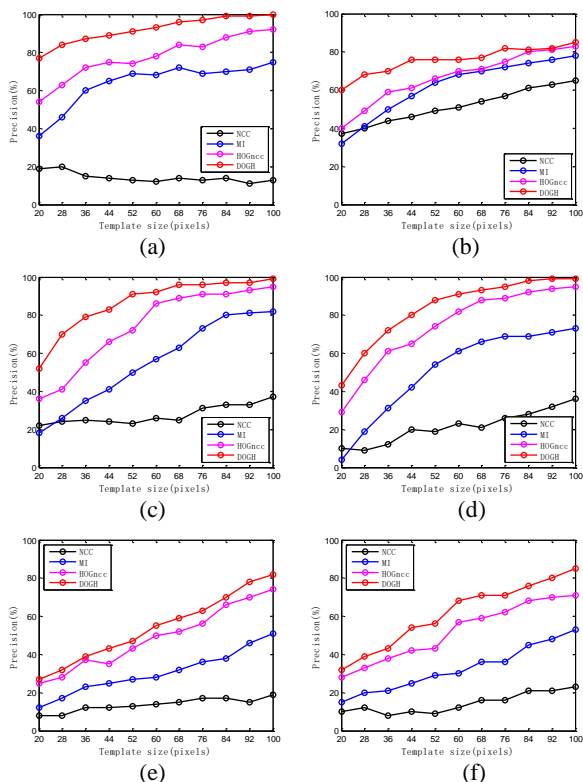 100
80
60
40
20
0
Precision(%)
NCC
MI
HOGncc
DOGH
20 28 36 44 52 60 68 76 84 92 100
Template size(pixels)
(a)
100
80
60
40
20
0
Precision(%)
NCC
MI
HOGncc
DOGH
20 28 36 44 52 60 68 76 84 92 100
Template size(pixels)
(b)
100
80
60
40
20
0
Precision(%)
NCC
MI
HOGncc
DOGH
20 28 36 44 52 60 68 76 84 92 100
Template size(pixels)
(c)
100
80
60
40
20
0
Precision(%)
NCC
MI
HOGncc
DOGH
20 28 36 44 52 60 68 76 84 92 100
Template size(pixels)
(d)
100
80
60
40
20
0
Precision(%)
NCC
MI
HOGncc
DOGH
20 28 36 44 52 60 68 76 84 92 100
Template size(pixels)
(e)
100
80
60
40
20
0
Precision(%)
NCC
MI
HOGncc
DOGH
20 28 36 44 52 60 68 76 84 92 100
Template size(pixels)
(f)